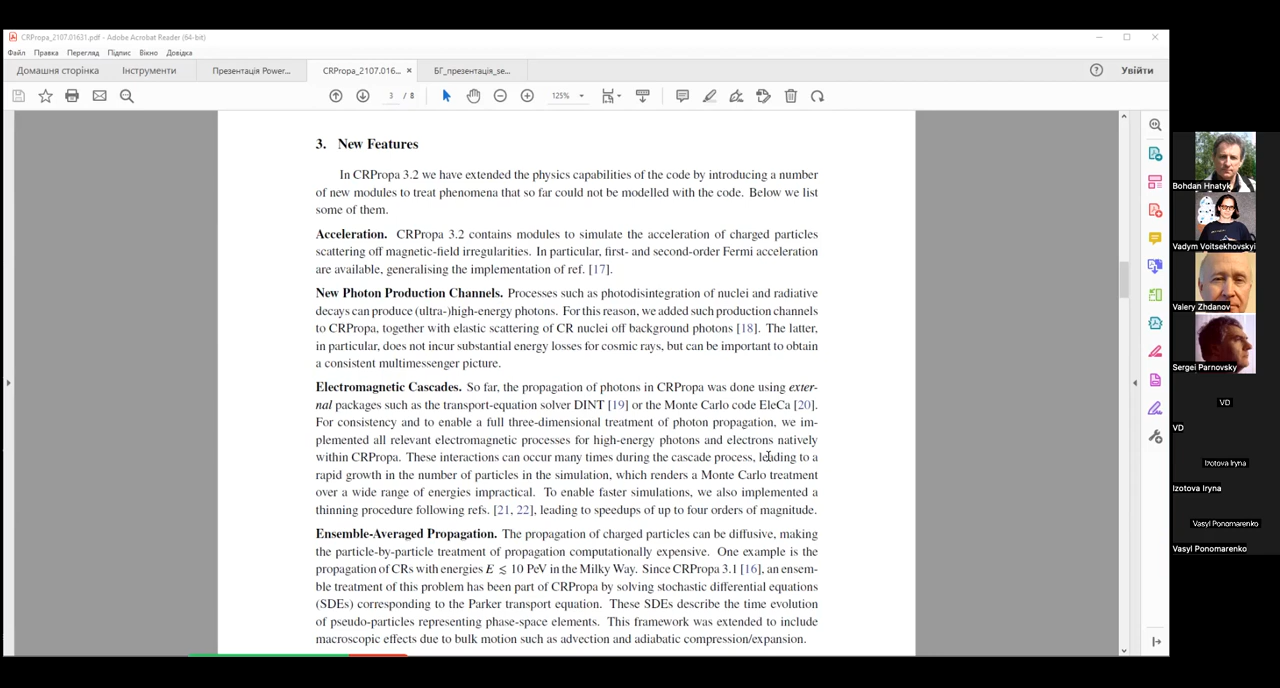 CRPropa_2107.01631.pdf - Adobe Acrobat Reader (64-bit)
Файл Правка Перегляд Підпис Вікно Довідка
Домашня сторінка Інструменти Презентація Power... CRPropa_2107.016... × БГ_презентація_se... Увійти
3 / 8 125%
3. New Features
In CRPropa 3.2 we have extended the physics capabilities of the code by introducing a number
of new modules to treat phenomena that so far could not be modelled with the code. Below we list
some of them.
Acceleration. CRPropa 3.2 contains modules to simulate the acceleration of charged particles
scattering off magnetic-field irregularities. In particular, first- and second-order Fermi acceleration
are available, generalising the implementation of ref. [17].
New Photon Production Channels. Processes such as photodisintegration of nuclei and radiative
decays can produce (ultra-)high-energy photons. For this reason, we added such production channels
to CRPropa, together with elastic scattering of CR nuclei off background photons [18]. The latter,
in particular, does not incur substantial energy losses for cosmic rays, but can be important to obtain
a consistent multimessenger picture.
Electromagnetic Cascades. So far, the propagation of photons in CRPropa was done using exter-
nal packages such as the transport-equation solver DINT [19] or the Monte Carlo code EleCa [20].
For consistency and to enable a full three-dimensional treatment of photon propagation, we im-
plemented all relevant electromagnetic processes for high-energy photons and electrons natively
within CRPropa. These interactions can occur many times during the cascade process, leading to a
rapid growth in the number of particles in the simulation, which renders a Monte Carlo treatment
over a wide range of energies impractical. To enable faster simulations, we also implemented a
thinning procedure following refs. [21, 22], leading to speedups of up to four orders of magnitude.
Ensemble-Averaged Propagation. The propagation of charged particles can be diffusive, making
the particle-by-particle treatment of propagation computationally expensive. One example is the
propagation of CRs with energies E ≲ 10 PeV in the Milky Way. Since CRPropa 3.1 [16], an ensem-
ble treatment of this problem has been part of CRPropa by solving stochastic differential equations
(SDEs) corresponding to the Parker transport equation. These SDEs describe the time evolution
of pseudo-particles representing phase-space elements. This framework was extended to include
macroscopic effects due to bulk motion such as advection and adiabatic compression/expansion.
Bohdan Hnatyk
Vadym Voitsekhovskyi
Valery Zhdanov
Sergei Parnovsky
VD
VD
Izotova Iryna
Izotova Iryna
Vasyl Ponomarenko
Vasyl Ponomarenko